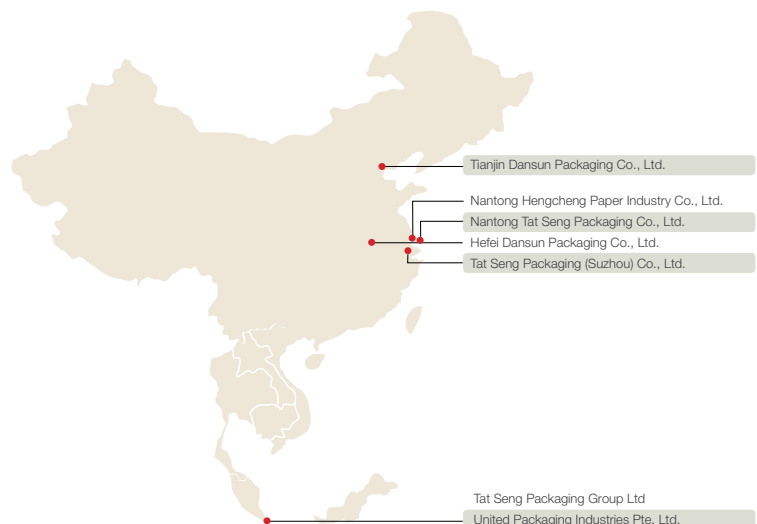 Tianjin Dansun Packaging Co., Ltd.
Nantong Hengcheng Paper Industry Co., Ltd.
Nantong Tat Seng Packaging Co., Ltd.
Hefei Dansun Packaging Co., Ltd.
Tat Seng Packaging (Suzhou) Co., Ltd.
Tat Seng Packaging Group Ltd
United Packaging Industries Pte. Ltd.